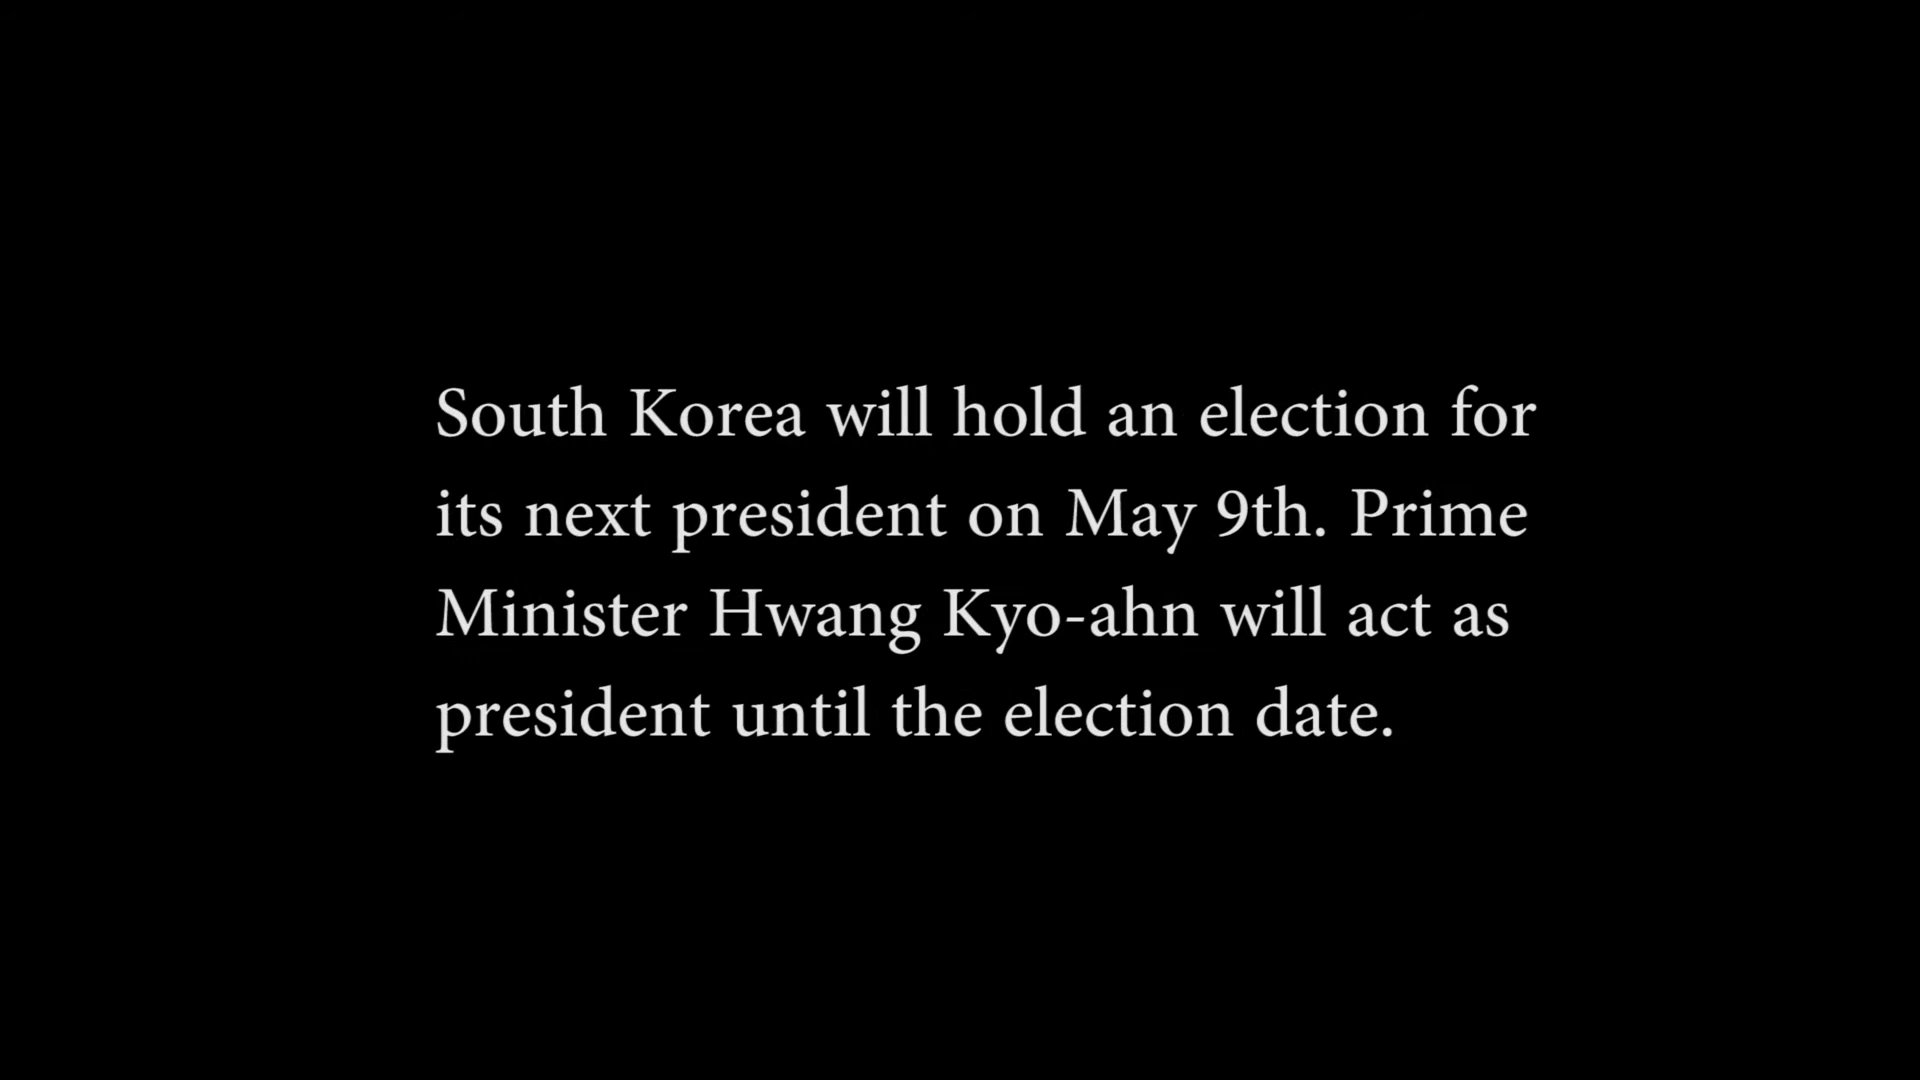 South Korea will hold an election for
its next president on May 9th. Prime
Minister Hwang Kyo-ahn will act as
president until the election date.